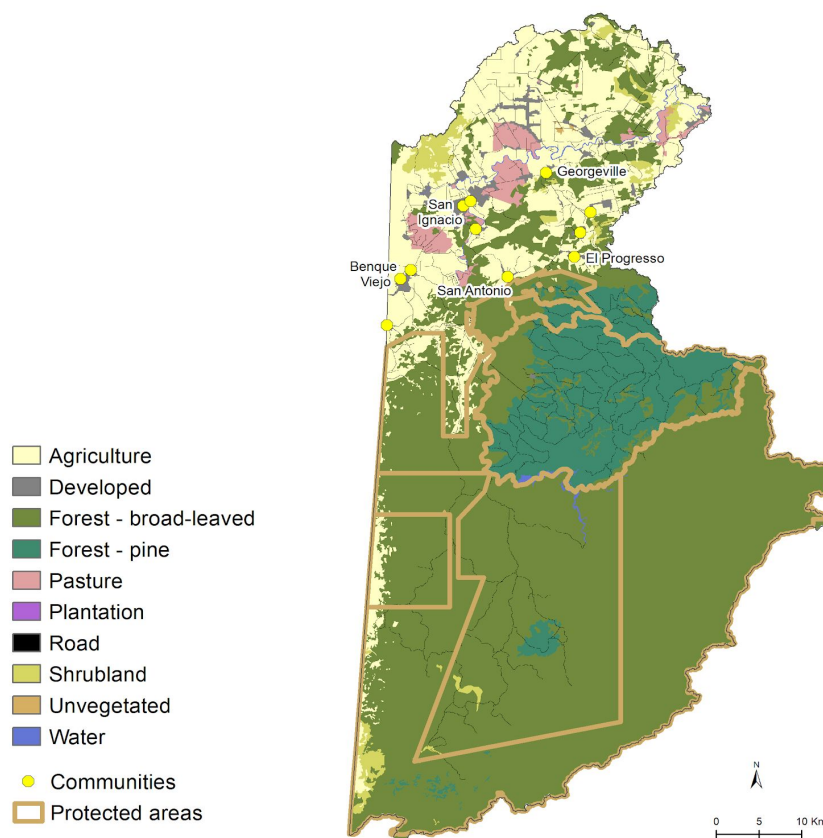 Georgeville
San
Ignacio
El Progresso
Benque
Viejo
San Antonio
Agriculture
Developed
Forest - broad-leaved
Forest - pine
Pasture
Plantation
Road
Shrubland
Unvegetated
Water
Communities
Protected areas
N
0 5 10 Km